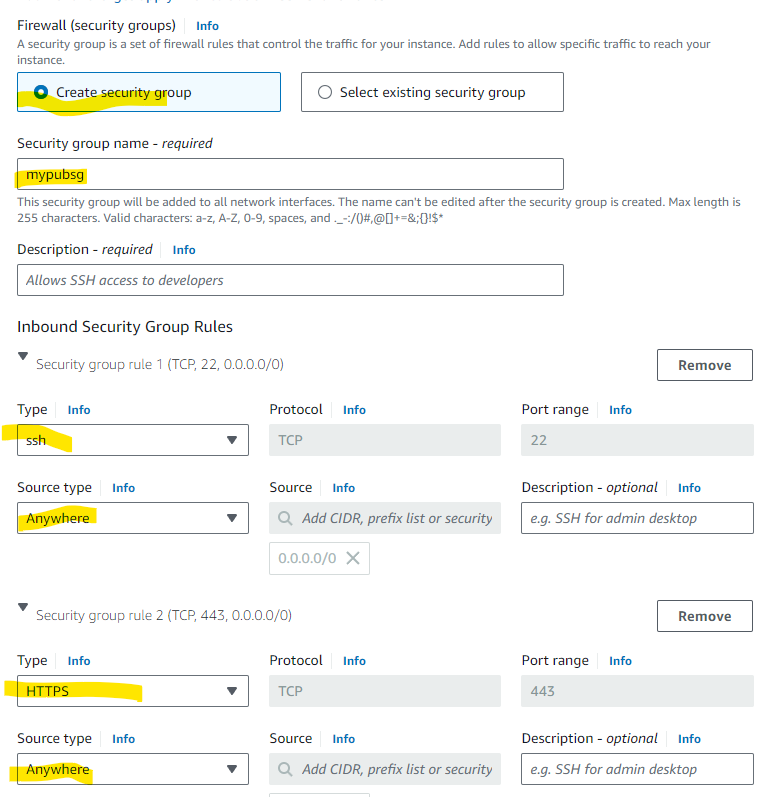 Firewall (security groups) Info
A security group is a set of firewall rules that control the traffic for your instance. Add rules to allow specific traffic to reach your
instance.
Create security group
Select existing security group
Security group name - required
mypubsg
This security group will be added to all network interfaces. The name can't be edited after the security group is created. Max length is
255 characters. Valid characters: a-z, A-Z, 0-9, spaces, and ._-:/()#,@[]+=&;{}!$*
Description - required Info
Allows SSH access to developers
Inbound Security Group Rules
Security group rule 1 (TCP, 22, 0.0.0.0/0)
Remove
Type Info Protocol Info Port range Info
ssh TCP 22
Source type Info Source Info Description - optional Info
Anywhere Add CIDR, prefix list or security e.g. SSH for admin desktop
0.0.0.0/0
Security group rule 2 (TCP, 443, 0.0.0.0/0)
Remove
Type Info Protocol Info Port range Info
HTTPS TCP 443
Source type Info Source Info Description - optional Info
Anywhere Add CIDR, prefix list or security e.g. SSH for admin desktop